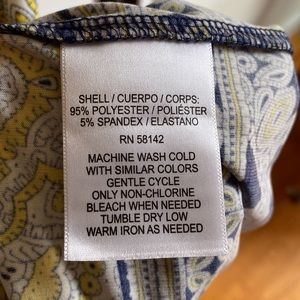 SHELL / CUERPO / CORPS:
95% POLYESTER / POLIÉSTER
5% SPANDEX / ELASTANO
RN 58142
MACHINE WASH COLD
WITH SIMILAR COLORS
GENTLE CYCLE
ONLY NON-CHLORINE
BLEACH WHEN NEEDED
TUMBLE DRY LOW
WARM IRON AS NEEDED